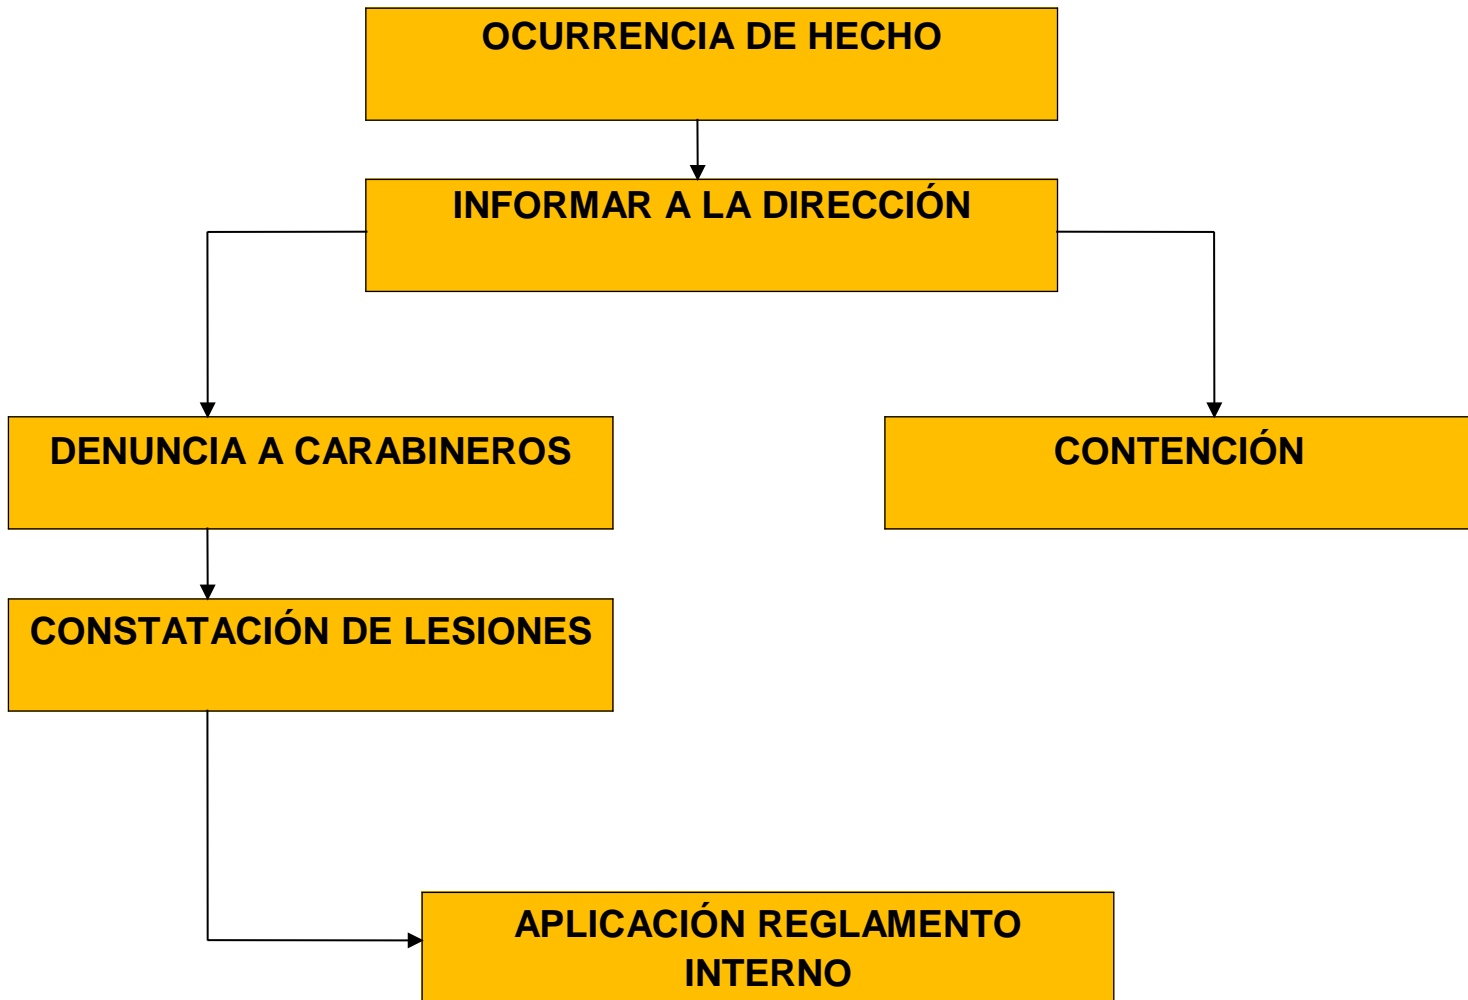 OCURRENCIA DE HECHO
INFORMAR A LA DIRECCIÓN
DENUNCIA A CARABINEROS
CONTENCIÓN
CONSTATACIÓN DE LESIONES
APLICACIÓN REGLAMENTO
INTERNO